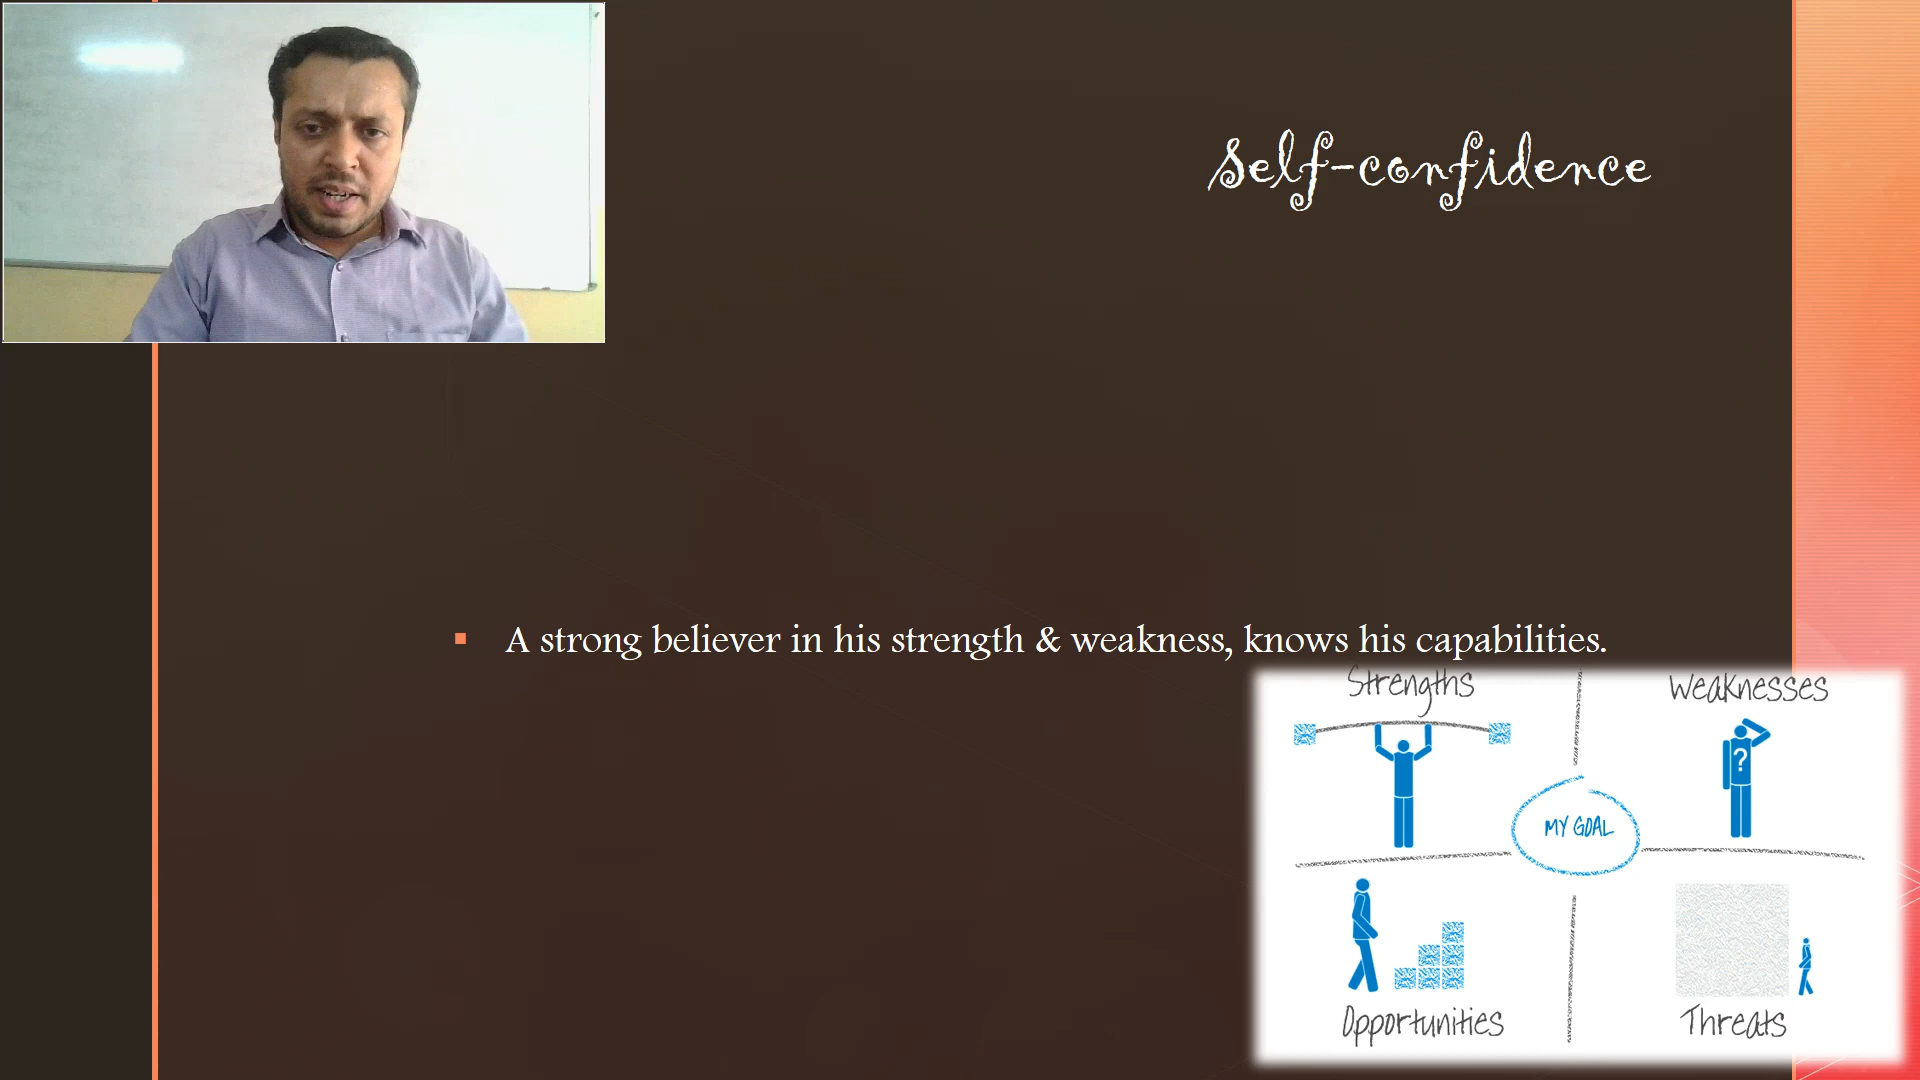 Self-confidence
A strong believer in his strength & weakness, knows his capabilities.
Strengths
Weaknesses
?
MY GOAL
Opportunities
Threats